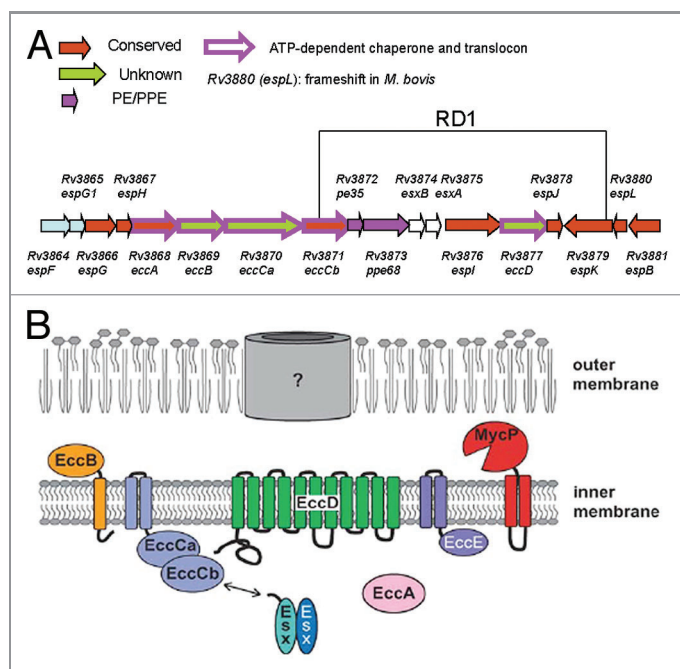 A
Conserved
ATP-dependent chaperone and translocon
Unknown
Rv3880 (espL): frameshift in M. bovis
PE/PPE
RD1
Rv3865 Rv3867 Rv3872 Rv3874 Rv3875 Rv3878 Rv3880
espG1 espH pe35 esxB esxA espJ espL
Rv3864 Rv3866 Rv3868 Rv3869 Rv3870 Rv3871 Rv3873 Rv3876 Rv3877 Rv3879 Rv3881
espF espG eccA eccB eccCa eccCb ppe68 espI eccD espK espB
B
?
outer
membrane
MycP
EccB
inner
membrane
EccD
EccCa
EccE
EccCb
EccA
Esx
Esx